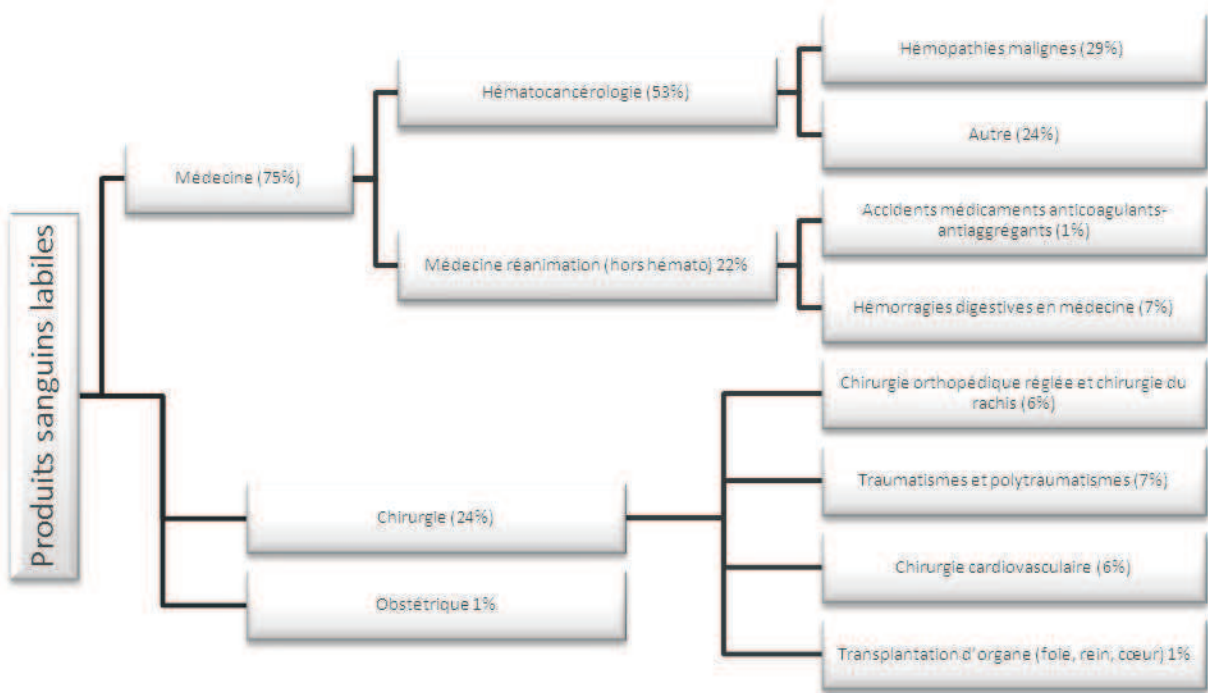 Produits sanguins labiles
Médecine (75%)
Hématocancérologie (53%)
Hémopathies malignes (29%)
Autre (24%)
Médecine réanimation (hors hémato) 22%
Accidents médicaments anticoagulants-
antiaggrégants (1%)
Hémorragies digestives en médecine (7%)
Chirurgie (24%)
Chirurgie orthopédique réglée et chirurgie du
rachis (6%)
Traumatismes et polytraumatismes (7%)
Chirurgie cardiovasculaire (6%)
Transplantation d'organe (foie, rein, cœur) 1%
Obstétrique 1%